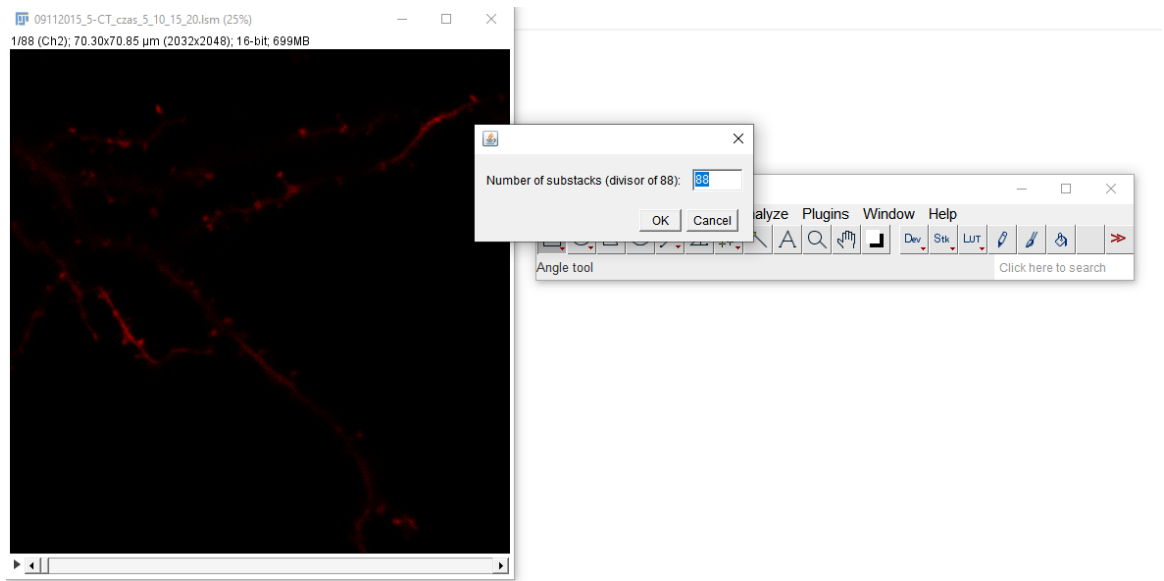 09112015_5-CT_czas_5_10_15_20.lsm (25%)
1/88 (Ch2); 70.30x70.85 µm (2032x2048); 16-bit; 699MB
Number of substacks (divisor of 88): 88
OK Cancel
alyze Plugins Window Help
A Dev Stk LUT
Angle tool
Click here to search